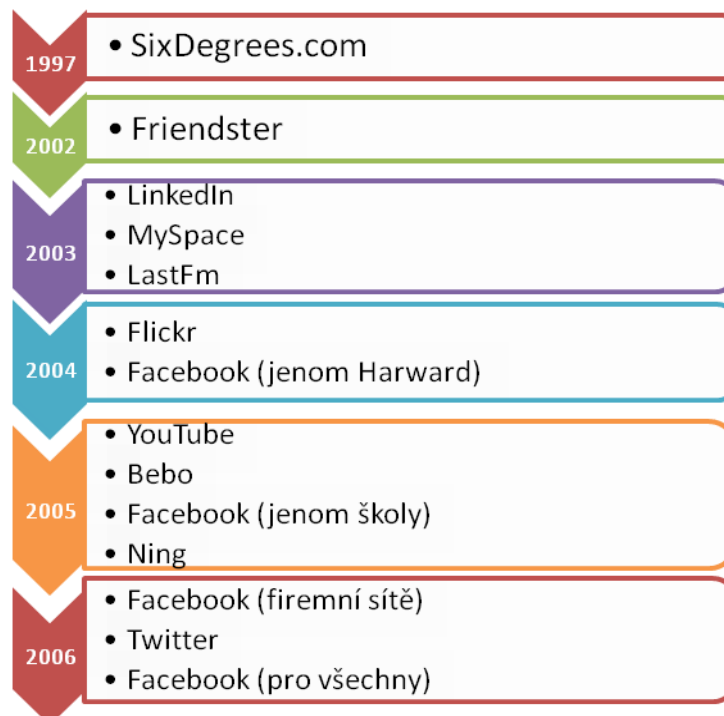 1997
• SixDegrees.com
2002
• Friendster
2003
• LinkedIn
• MySpace
• LastFm
2004
• Flickr
• Facebook (jenom Harward)
2005
• YouTube
• Bebo
• Facebook (jenom školy)
• Ning
2006
• Facebook (firemní sítě)
• Twitter
• Facebook (pro všechny)